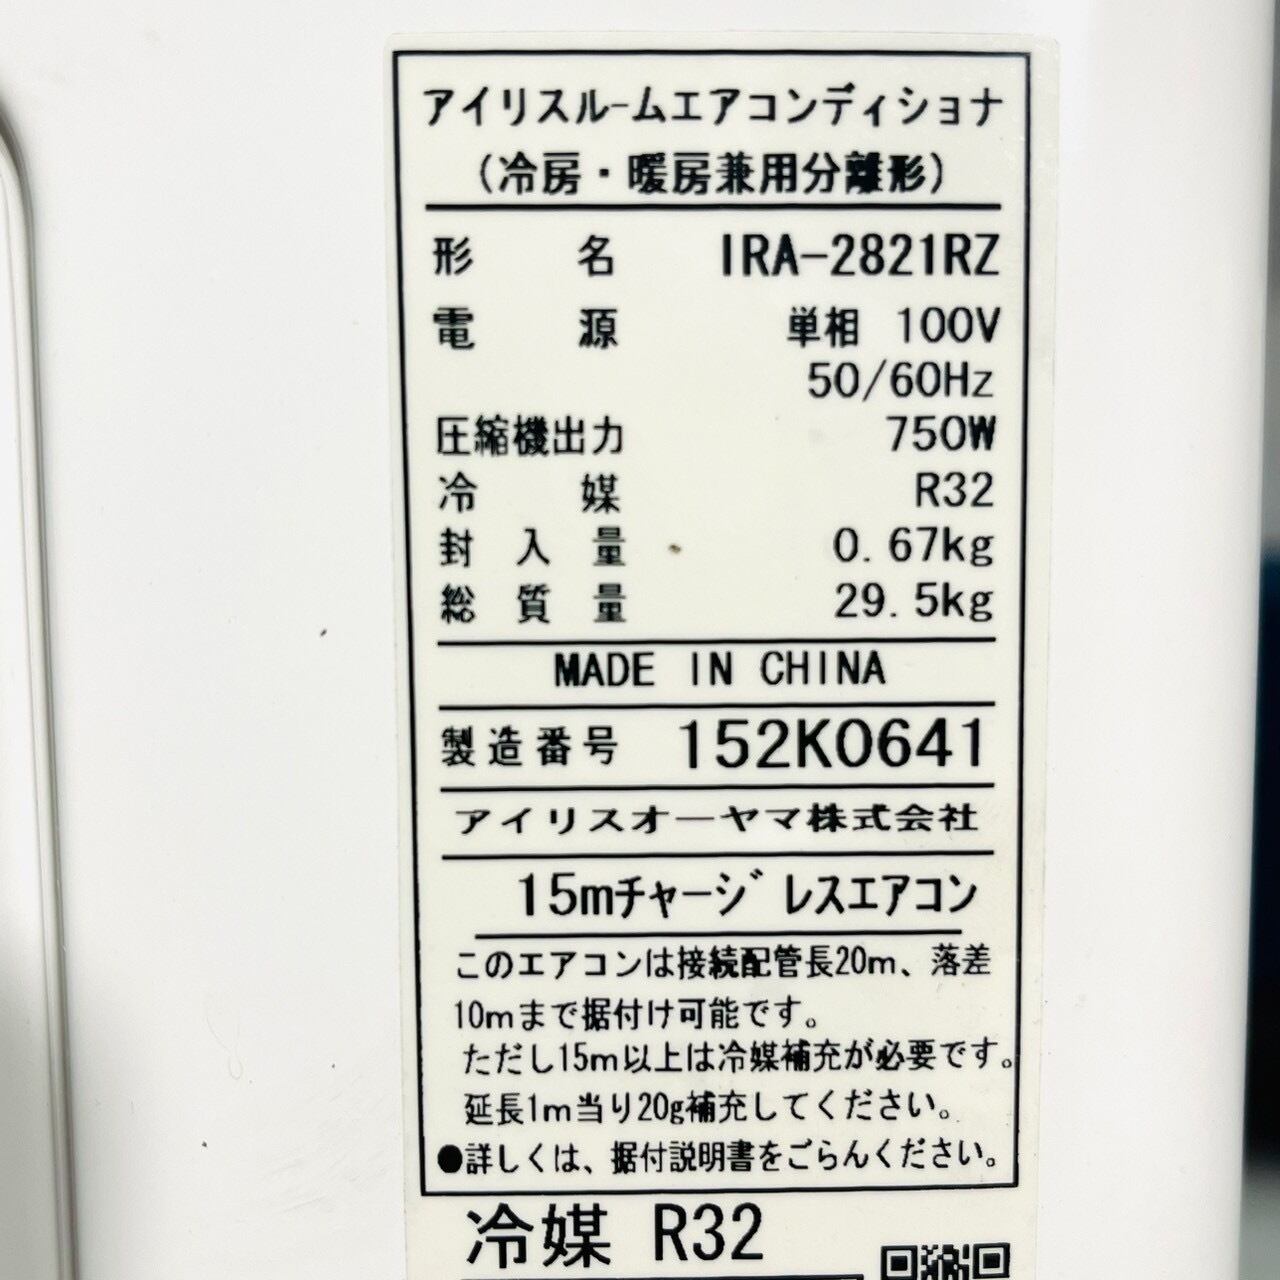 アイリスルームエアコンディショナ
(冷房・暖房兼用分離形)
形名 IRA-2821RZ
電源 単相 100V
50/60Hz
圧縮機出力 750W
冷媒 R32
封入量 0.67kg
総質量 29.5kg
MADE IN CHINA
製造番号 152K0641
アイリスオーヤマ株式会社
15mチャージレスエアコン
このエアコンは接続配管長20m、落差
10mまで据付け可能です。
ただし15m以上は冷媒補充が必要です。
延長1m当り20g補充してください。
●詳しくは、据付説明書をごらんください。
冷媒 R32